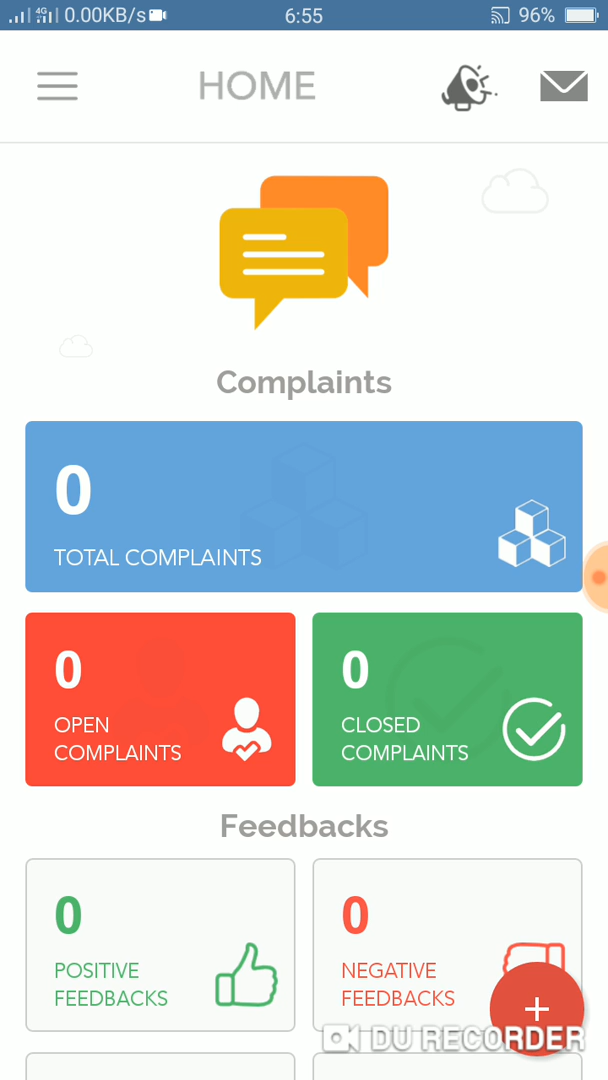 4G 0.00KB/s 6:55 96%
HOME
Complaints
0
TOTAL COMPLAINTS
0
OPEN
COMPLAINTS
0
CLOSED
COMPLAINTS
Feedbacks
0
POSITIVE
FEEDBACKS
0
NEGATIVE
FEEDBACKS
+
DU RECORDER